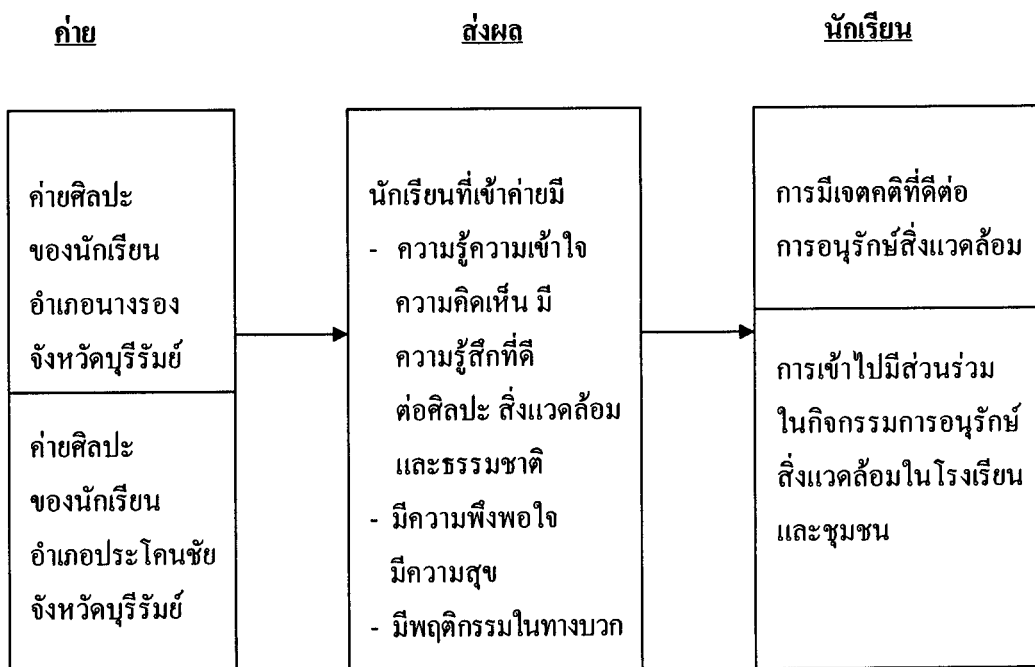 ค่าย
ส่งผล
นักเรียน
ค่ายศิลปะ
ของนักเรียน
อำเภอนางรอง
จังหวัดบุรีรัมย์
ค่ายศิลปะ
ของนักเรียน
อำเภอประโคนชัย
จังหวัดบุรีรัมย์
นักเรียนที่เข้าค่ายมี
- ความรู้ความเข้าใจ
ความคิดเห็น มี
ความรู้สึกที่ดี
ต่อศิลปะ สิ่งแวดล้อม
และธรรมชาติ
- มีความพึงพอใจ
มีความสุข
- มีพฤติกรรมในทางบวก
การมีเจตคติที่ดีต่อ
การอนุรักษ์สิ่งแวดล้อม
การเข้าไปมีส่วนร่วม
ในกิจกรรมการอนุรักษ์
สิ่งแวดล้อมในโรงเรียน
และชุมชน